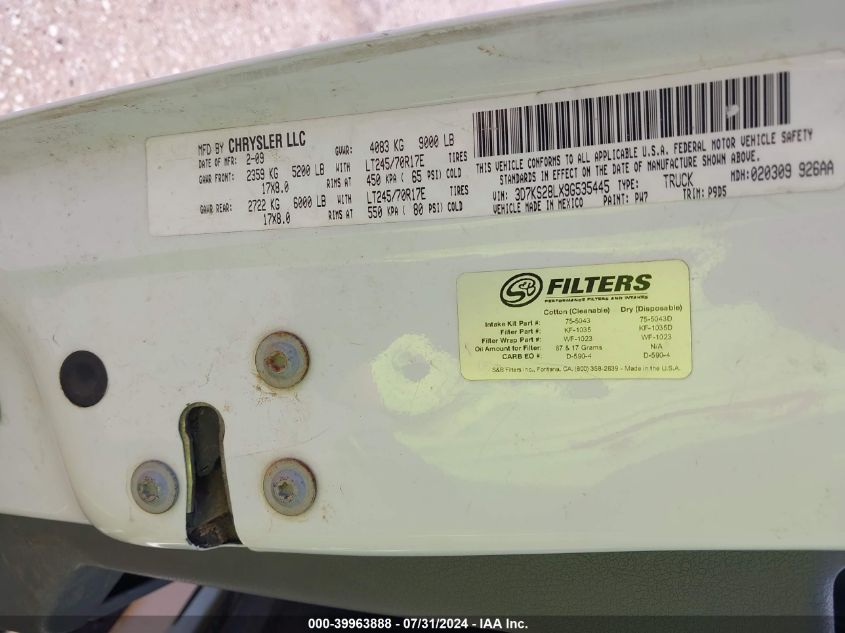 MFD BY CHRYSLER LLC
DATE OF MFR: 2-09 GVWR: 4083 KG 9000 LB
GAWR FRONT: 2359 KG 5200 LB WITH LT245/70R17E TIRES
17X8.0 RIMS AT 450 KPA ( 65 PSI) COLD
GAWR REAR: 2722 KG 6000 LB WITH LT245/70R17E TIRES
17X8.0 RIMS AT 550 KPA ( 80 PSI) COLD
THIS VEHICLE CONFORMS TO ALL APPLICABLE U.S.A. FEDERAL MOTOR VEHICLE SAFETY
STANDARDS IN EFFECT ON THE DATE OF MANUFACTURE SHOWN ABOVE.
MDH: 020309 926AA
VIN: 3D7KS28LX9G535445 TYPE: TRUCK
VEHICLE MADE IN MEXICO PAINT: PW7 TRIM: P9D5
S&B FILTERS
PERFORMANCE FILTERS AND INTAKES
Cotton (Cleanable) Dry (Disposable)
Intake Kit Part #: 75-5043 75-5043D
Filter Part #: KF-1035 KF-1035D
Filter Wrap Part #: WF-1023 WF-1023
Oil Amount for Filter: 87 & 17 Grams N/A
CARB EO #: D-590-4 D-590-4
S&B Filters Inc., Fontana, CA. (800) 358-2639 - Made in the U.S.A.
000-39963888 - 07/31/2024 - IAA Inc.